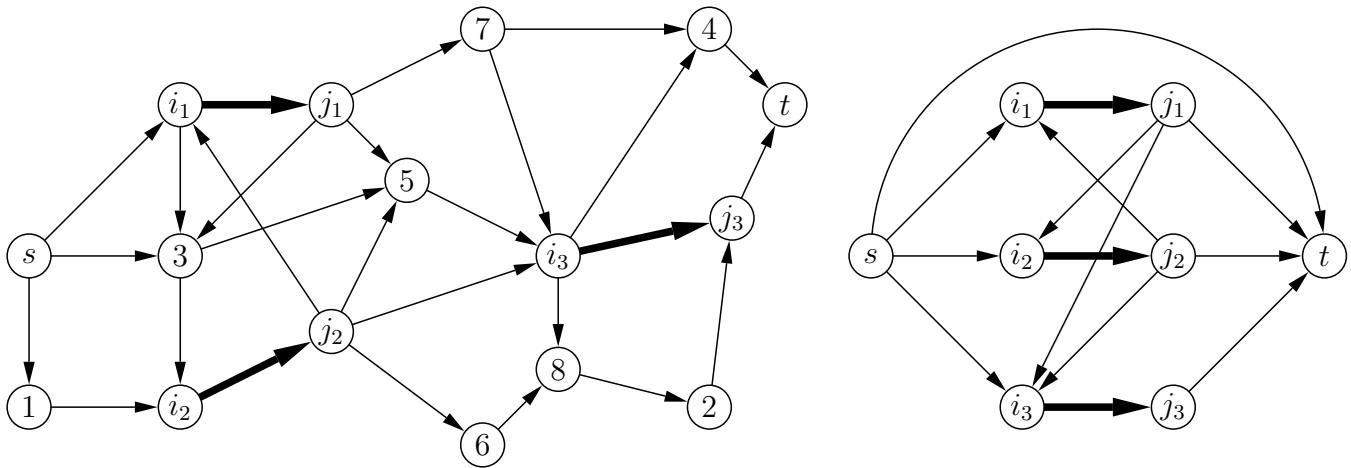 7 4
i₁ j₁ t i₁ j₁
5
j₃
s 3 i₃ s i₂ j₂ t
j₂
8
1 i₂ 2 i₃ j₃
6